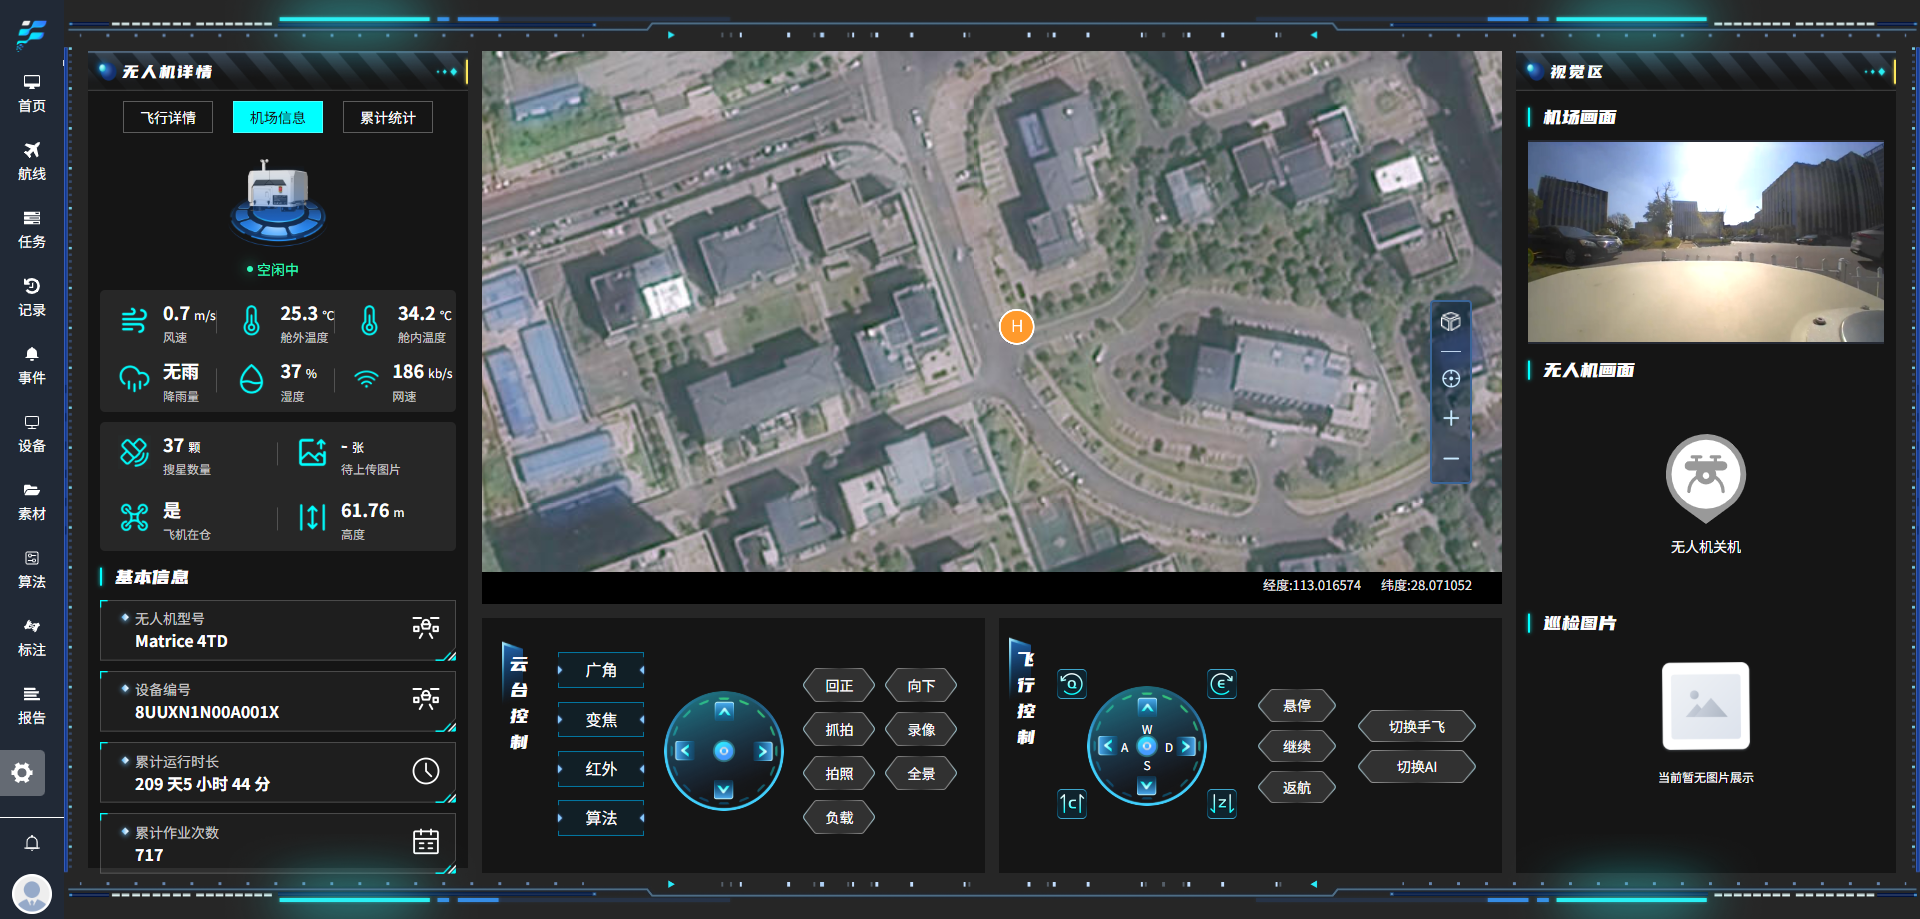 首页
航线
任务
记录
事件
设备
素材
算法
标注
报告
无人机详情
飞行详情
机场信息
累计统计
空闲中
0.7 m/s
风速
25.3 ℃
舱外温度
34.2 ℃
舱内温度
无雨
降雨量
37 %
湿度
186 kb/s
网速
37 颗
搜星数量
- 张
待上传图片
是
飞机在仓
61.76 m
高度
基本信息
无人机型号
Matrice 4TD
设备编号
8UUXN1N00A001X
累计运行时长
209 天5 小时 44 分
累计作业次数
717
H
经度:113.016574 纬度:28.071052
云台控制
广角
变焦
红外
算法
回正
向下
抓拍
录像
拍照
全景
负载
飞行控制
Q
E
W
A
D
S
C
Z
悬停
继续
返航
切换手飞
切换AI
视觉区
机场画面
无人机画面
无人机关机
巡检图片
当前暂无图片展示